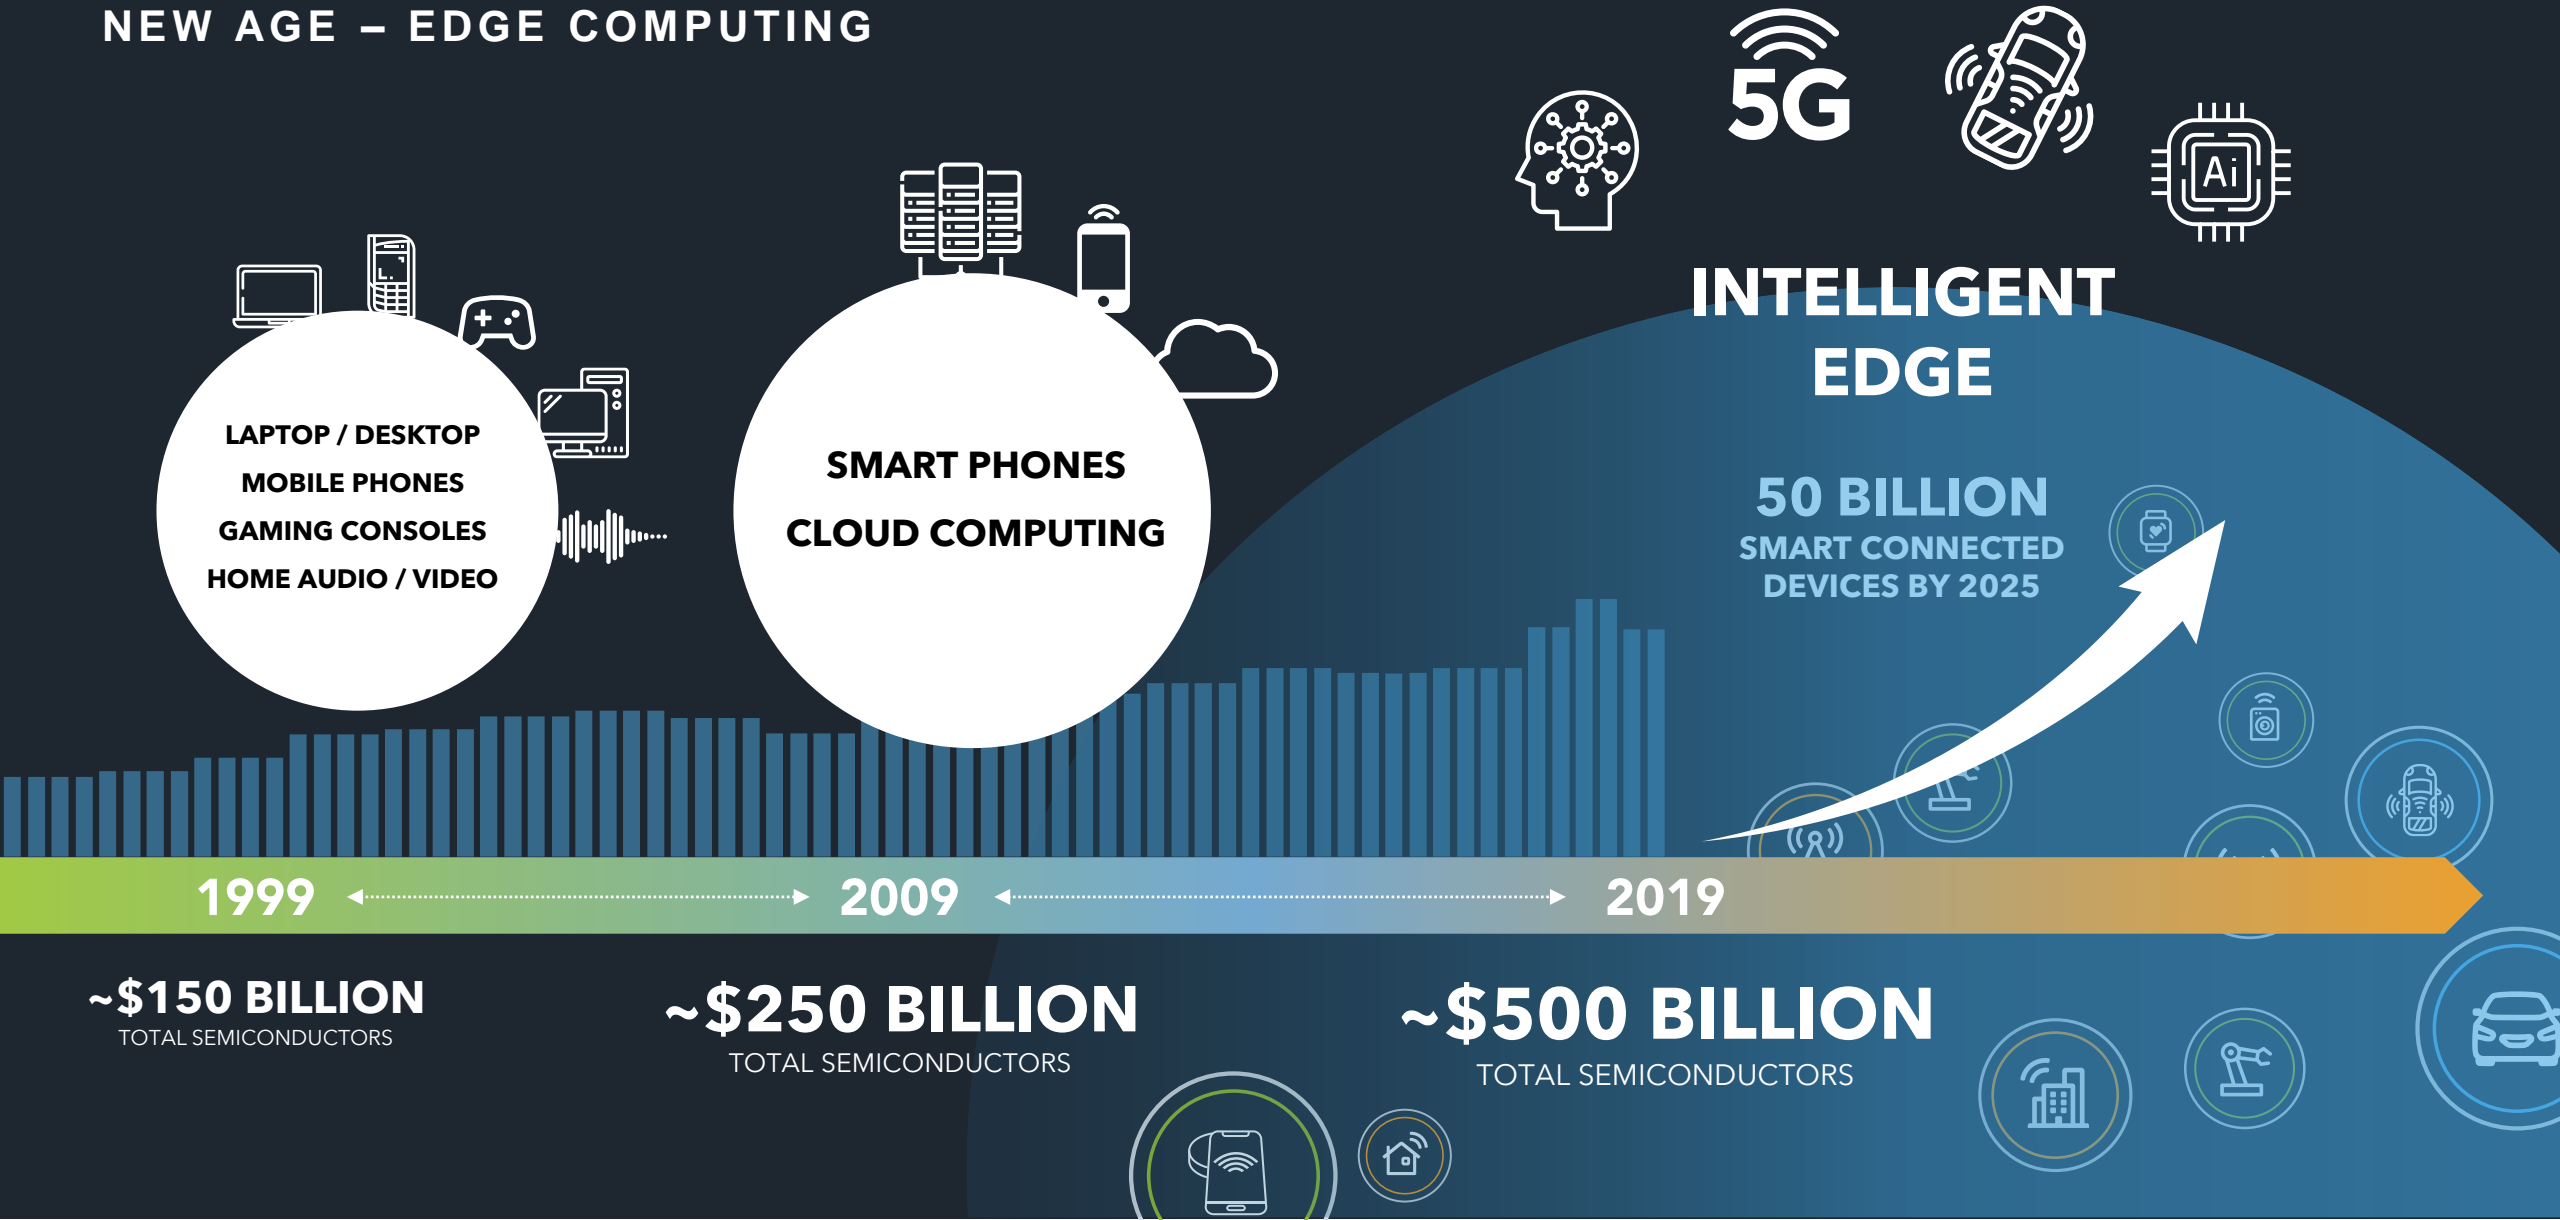 NEW AGE – EDGE COMPUTING
5G
Ai
INTELLIGENT
EDGE
LAPTOP / DESKTOP
MOBILE PHONES
GAMING CONSOLES
HOME AUDIO / VIDEO
SMART PHONES
CLOUD COMPUTING
50 BILLION
SMART CONNECTED
DEVICES BY 2025
1999
2009
2019
~$150 BILLION
TOTAL SEMICONDUCTORS
~$250 BILLION
TOTAL SEMICONDUCTORS
~$500 BILLION
TOTAL SEMICONDUCTORS